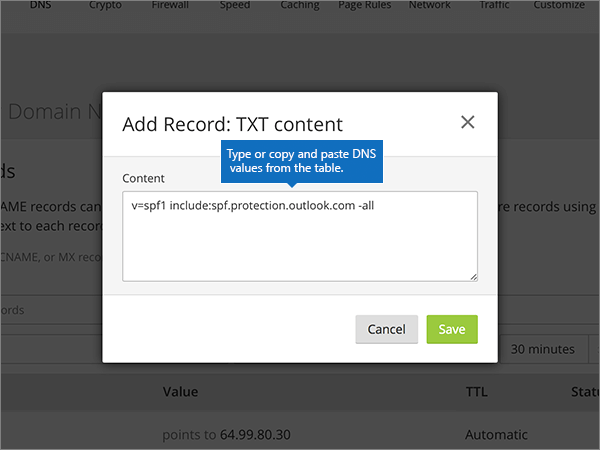 DNS Crypto Firewall Speed Caching Page Rules Network Traffic Customize
Domain N
Add Record: TXT content
Type or copy and paste DNS
values from the table.
ds
Content
AME records can
re records using
ext to each recor
v=spf1 include:spf.protection.outlook.com -all
CNAME, or MX reco
ords
Cancel Save
30 minutes
Value TTL Statu
points to 64.99.80.30 Automatic